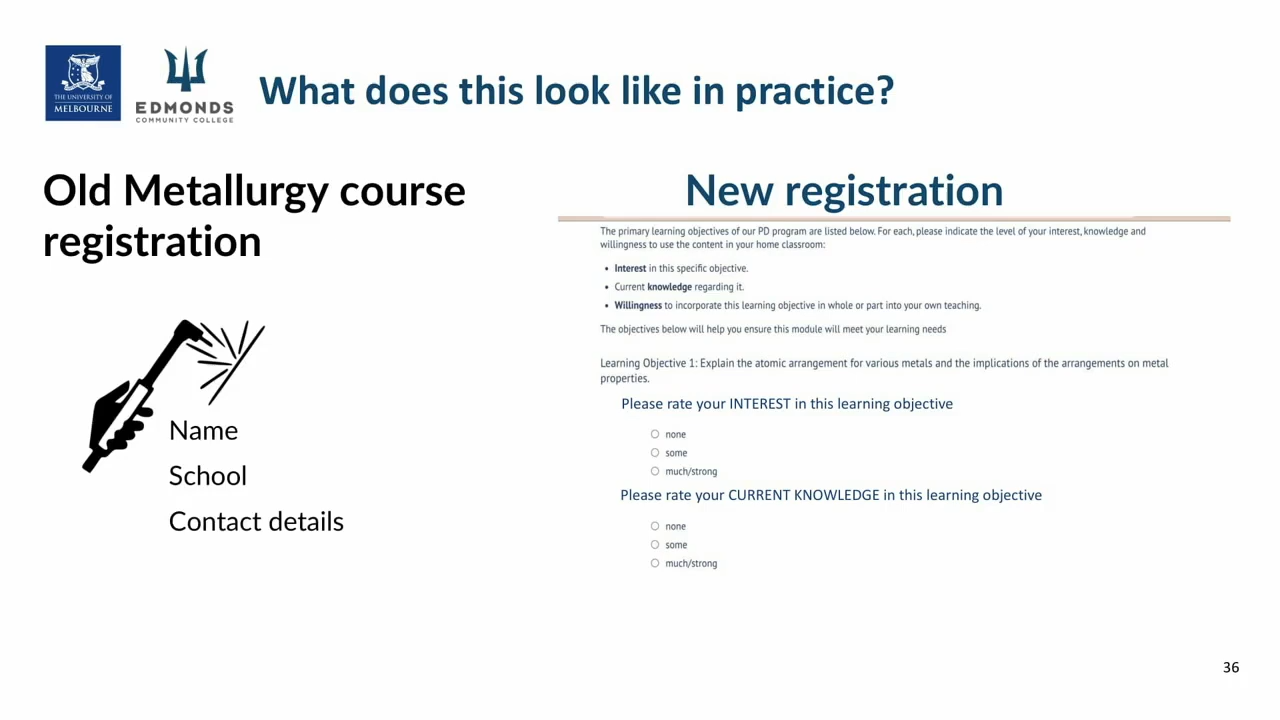 THE UNIVERSITY OF
MELBOURNE
EDMONDS
COMMUNITY COLLEGE
What does this look like in practice?
Old Metallurgy course
registration
Name
School
Contact details
New registration
The primary learning objectives of our PD program are listed below. For each, please indicate the level of your interest, knowledge and
willingness to use the content in your home classroom:
• Interest in this specific objective.
• Current knowledge regarding it.
• Willingness to incorporate this learning objective in whole or part into your own teaching.
The objectives below will help you ensure this module will meet your learning needs
Learning Objective 1: Explain the atomic arrangement for various metals and the implications of the arrangements on metal
properties.
Please rate your INTEREST in this learning objective
none
some
much/strong
Please rate your CURRENT KNOWLEDGE in this learning objective
none
some
much/strong
36